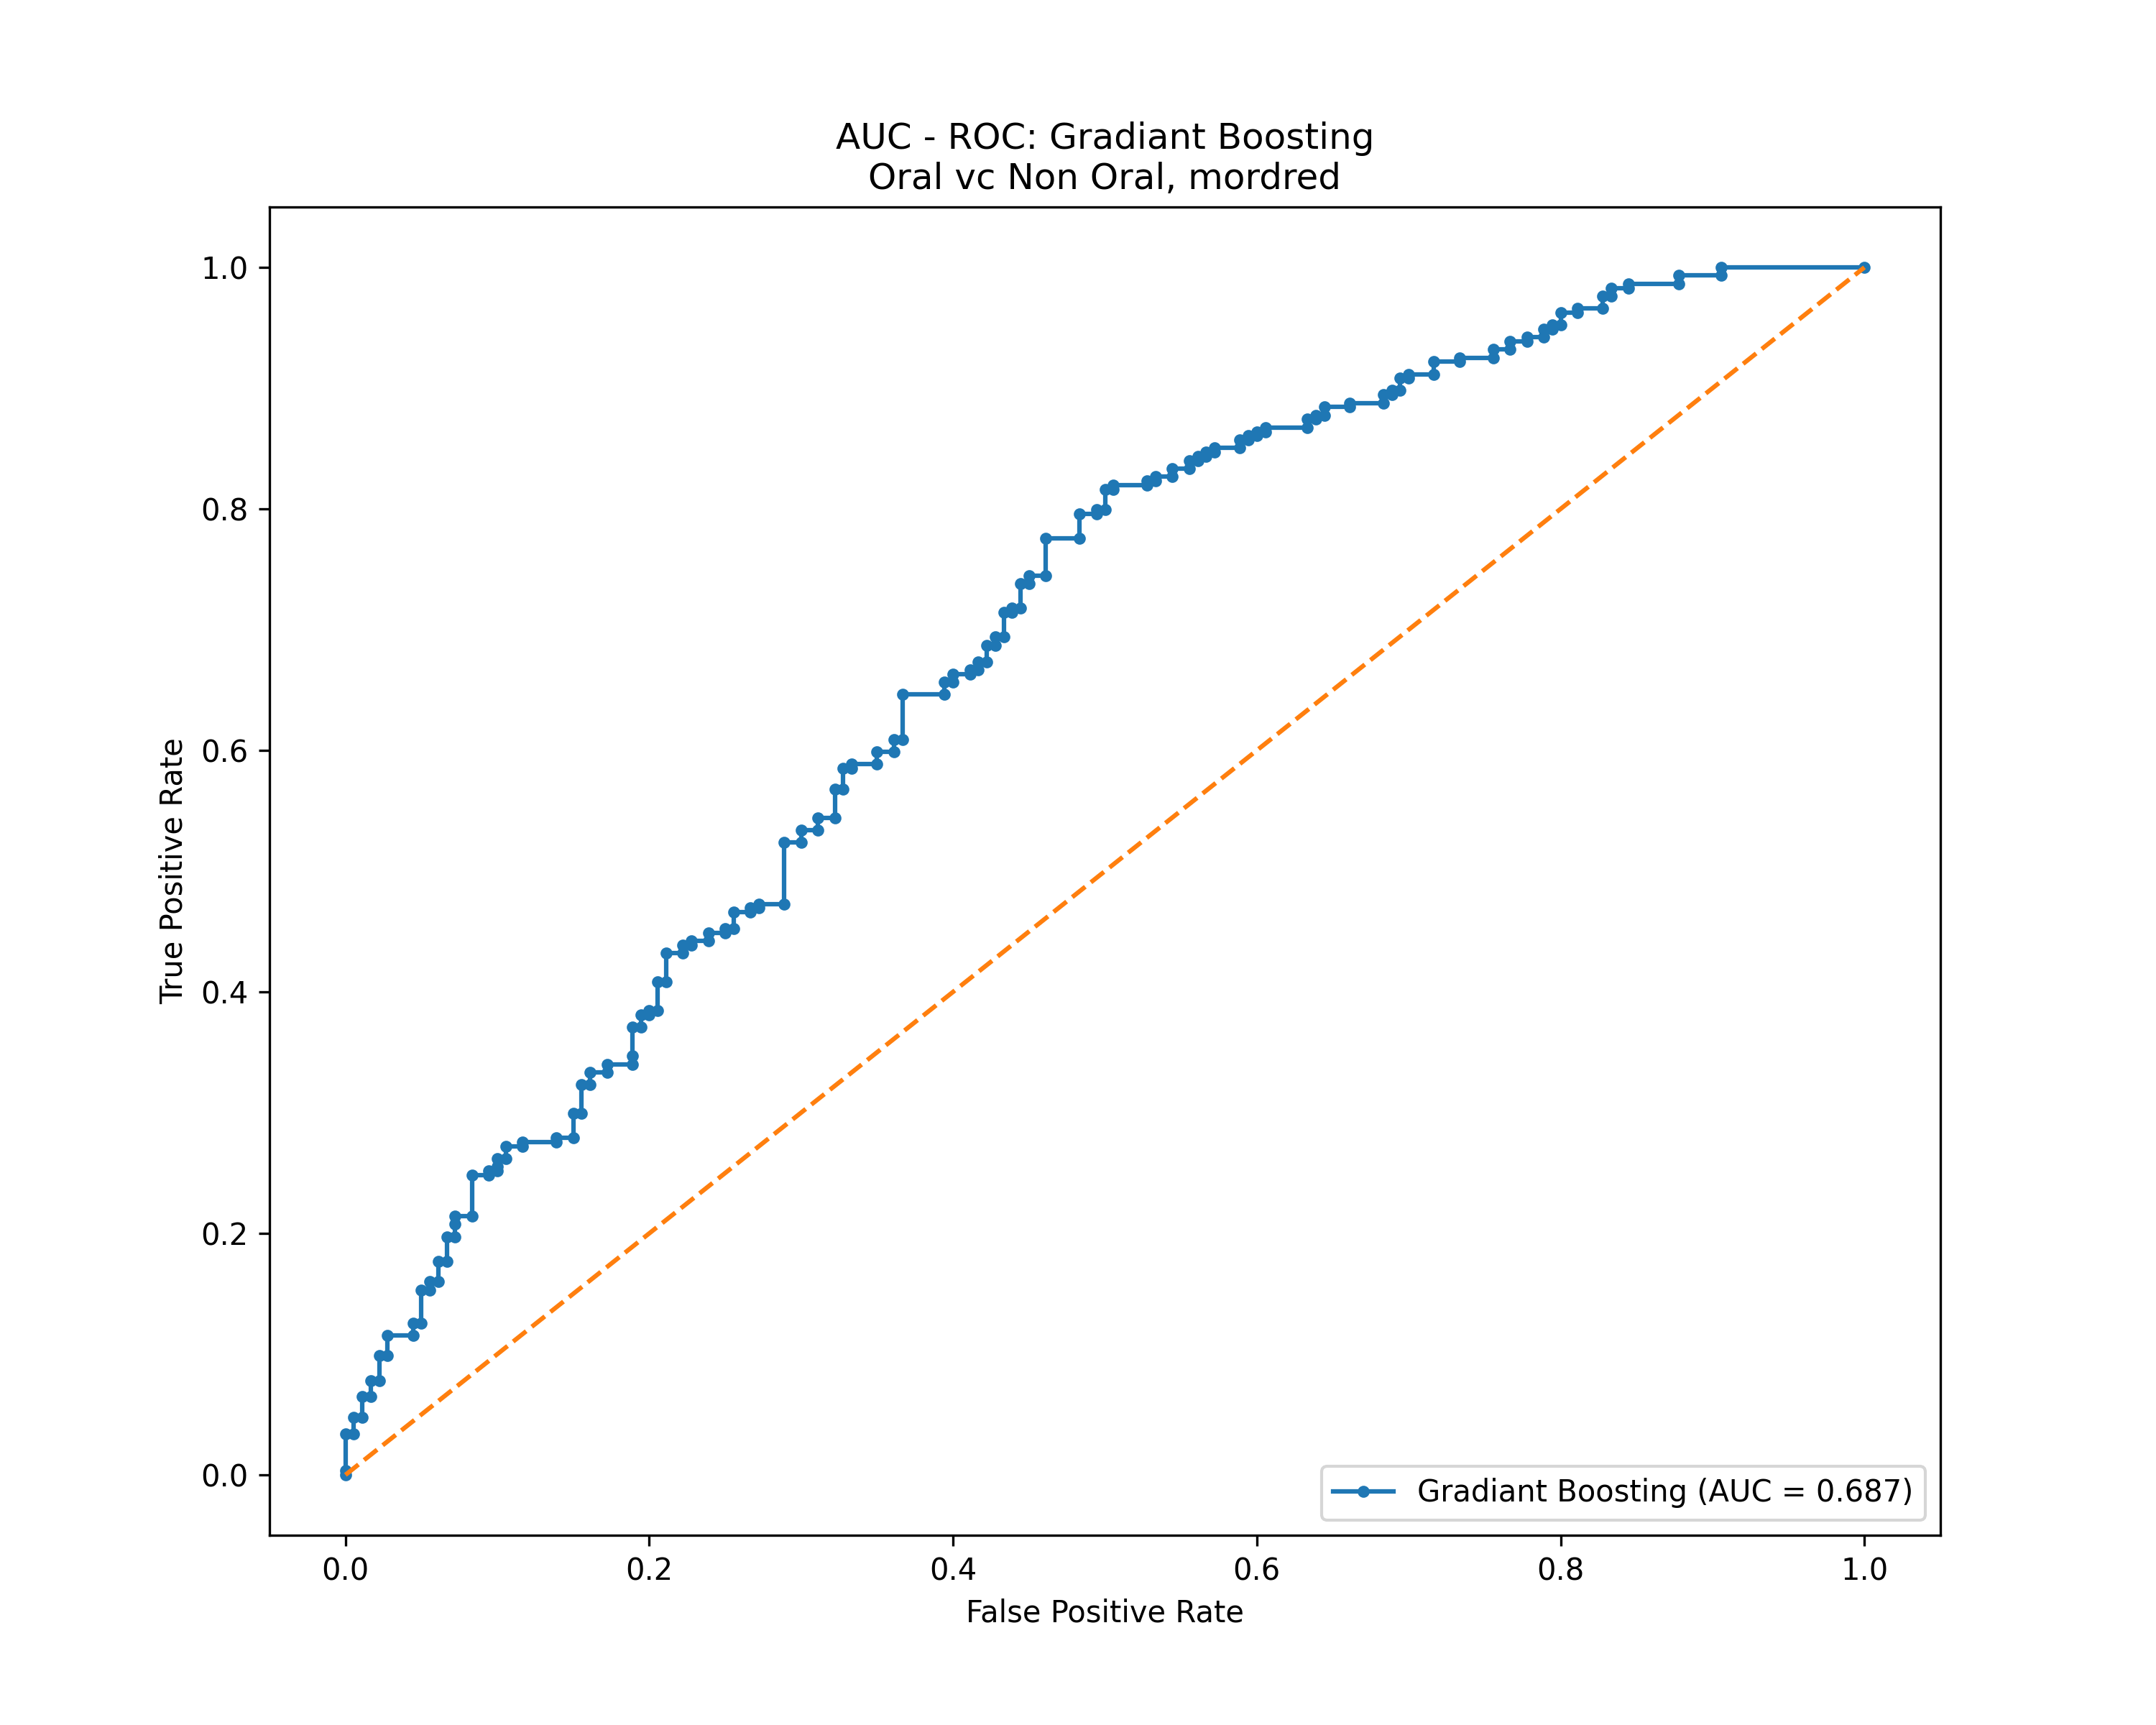 AUC - ROC: Gradiant Boosting
Oral vc Non Oral, mordred
True Positive Rate
1.0
0.8
0.6
0.4
0.2
0.0
Gradiant Boosting (AUC = 0.687)
0.0 0.2 0.4 0.6 0.8 1.0
False Positive Rate